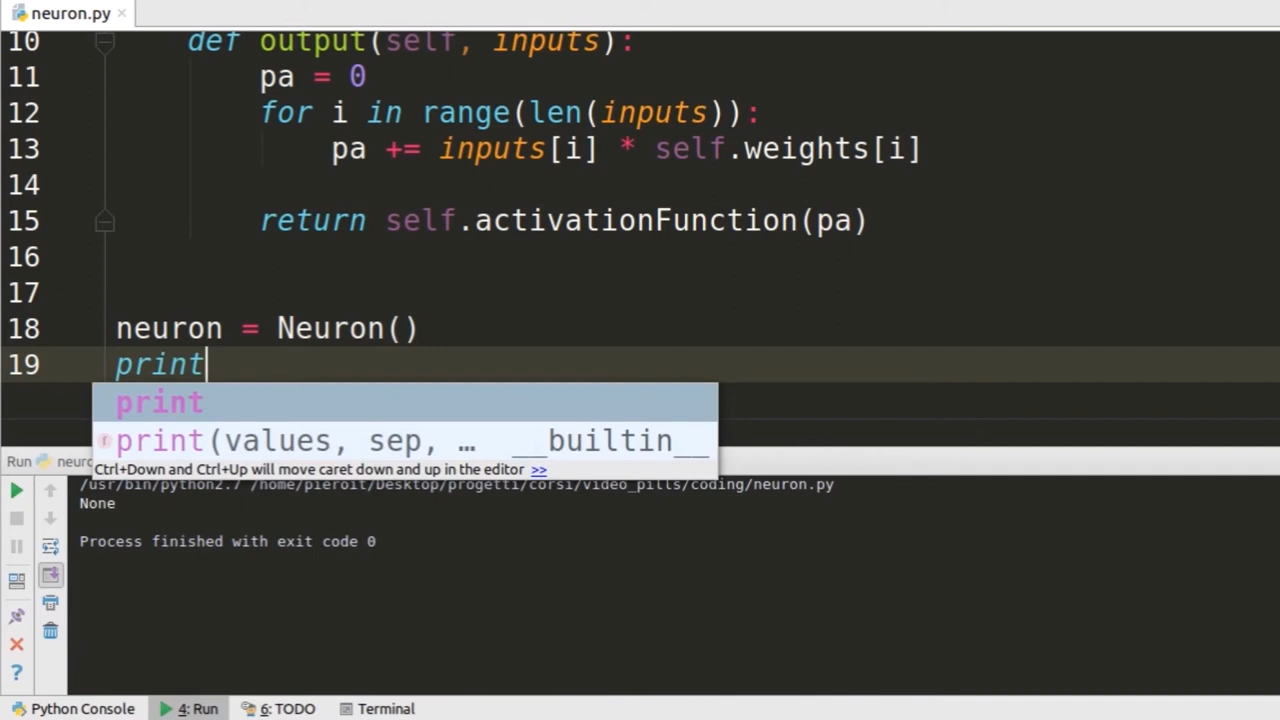 neuron.py
10 def output(self, inputs):
11 pa = 0
12 for i in range(len(inputs)):
13 pa += inputs[i] * self.weights[i]
14
15 return self.activationFunction(pa)
16
17
18 neuron = Neuron()
19 print
print
f print(values, sep, … __builtin__
Ctrl+Down and Ctrl+Up will move caret down and up in the editor >>
Run
/usr/bin/python2.7 /home/pieroit/Desktop/progetti/corsi/video_pills/coding/neuron.py
None
Process finished with exit code 0
Python Console 4: Run 6: TODO Terminal